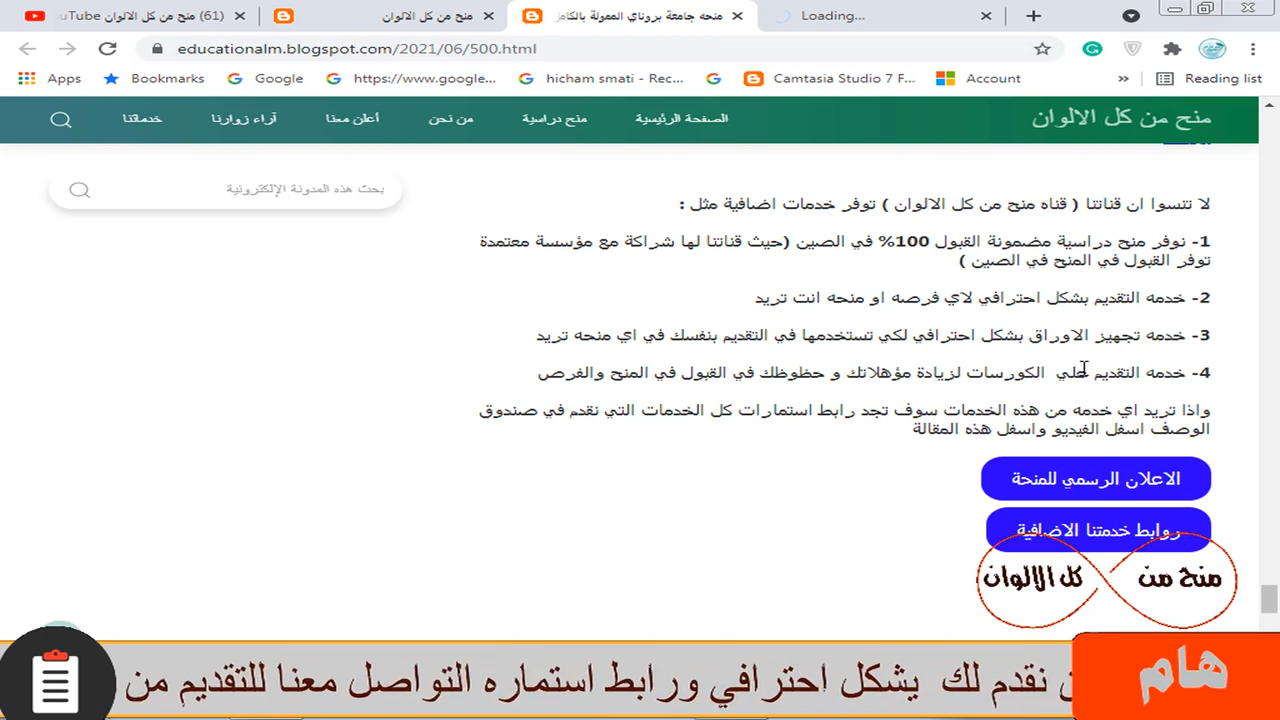 (61) منح من كل الالوان - YouTube
منح من كل الالوان
منحه جامعة بروناي الممولة بالكامل
Loading...
educationalm.blogspot.com/2021/06/500.html
Apps
Bookmarks
Google
https://www.google...
hicham smati - Rec...
Camtasia Studio 7 F...
Account
»
Reading list
منح من كل الالوان
الصفحة الرئيسية
منح دراسية
من نحن
أعلن معنا
آراء زوارنا
خدماتنا
بحث هذه المدونة الإلكترونية
لا تنسوا ان قناتنا ( قناه منح من كل الالوان ) توفر خدمات اضافية مثل :
1- نوفر منح دراسية مضمونة القبول 100% في الصين (حيث قناتنا لها شراكة مع مؤسسة معتمدة
توفر القبول في المنح في الصين )
2- خدمه التقديم بشكل احترافي لاي فرصه او منحه انت تريد
3- خدمه تجهيز الاوراق بشكل احترافي لكي تستخدمها في التقديم بنفسك في اي منحه تريد
4- خدمه التقديم علي الكورسات لزيادة مؤهلاتك و حظوظك في القبول في المنح والفرص
واذا تريد اي خدمه من هذه الخدمات سوف تجد رابط استمارات كل الخدمات التي نقدم في صندوق
الوصف اسفل الفيديو واسفل هذه المقالة
الاعلان الرسمي للمنحة
روابط خدمتنا الاضافية
منح من كل الالوان
هام
نقدم لك يشكل احترافي ورابط استماره التواصل معنا للتقديم من